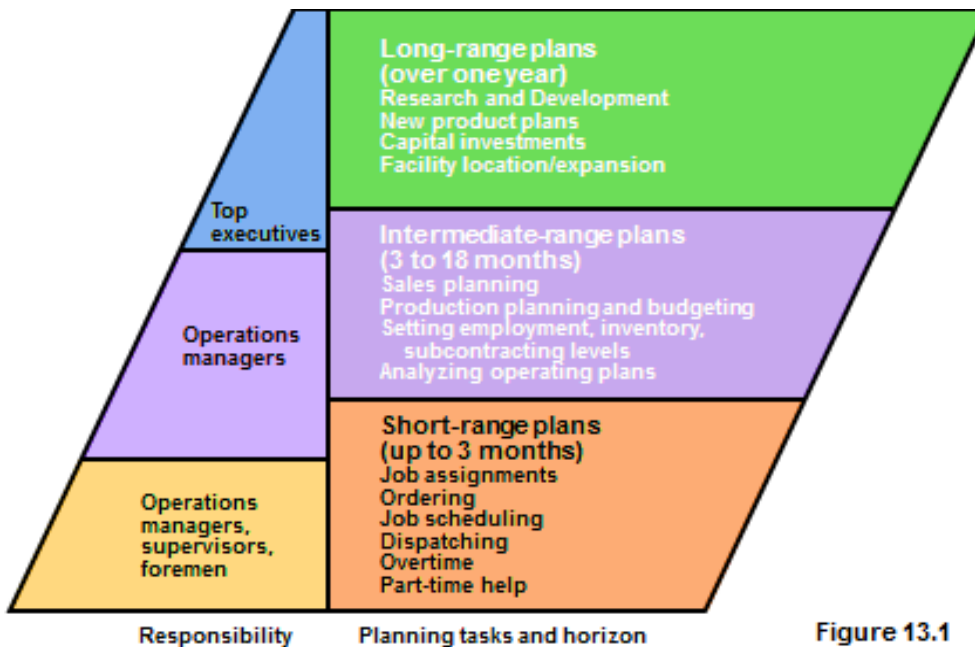 Long-range plans
(over one year)
Research and Development
New product plans
Capital investments
Facility location/expansion
Top
executives
Intermediate-range plans
(3 to 18 months)
Sales planning
Production planning and budgeting
Setting employment, inventory,
subcontracting levels
Analyzing operating plans
Operations
managers
Short-range plans
(up to 3 months)
Job assignments
Ordering
Job scheduling
Dispatching
Overtime
Part-time help
Operations
managers,
supervisors,
foremen
Responsibility
Planning tasks and horizon
Figure 13.1